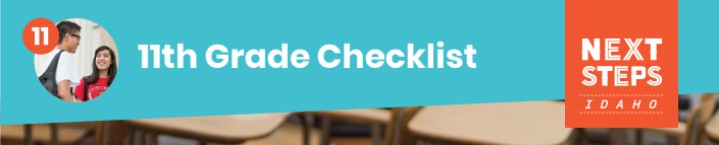 11
11th Grade Checklist
NEXT
STEPS
IDAHO